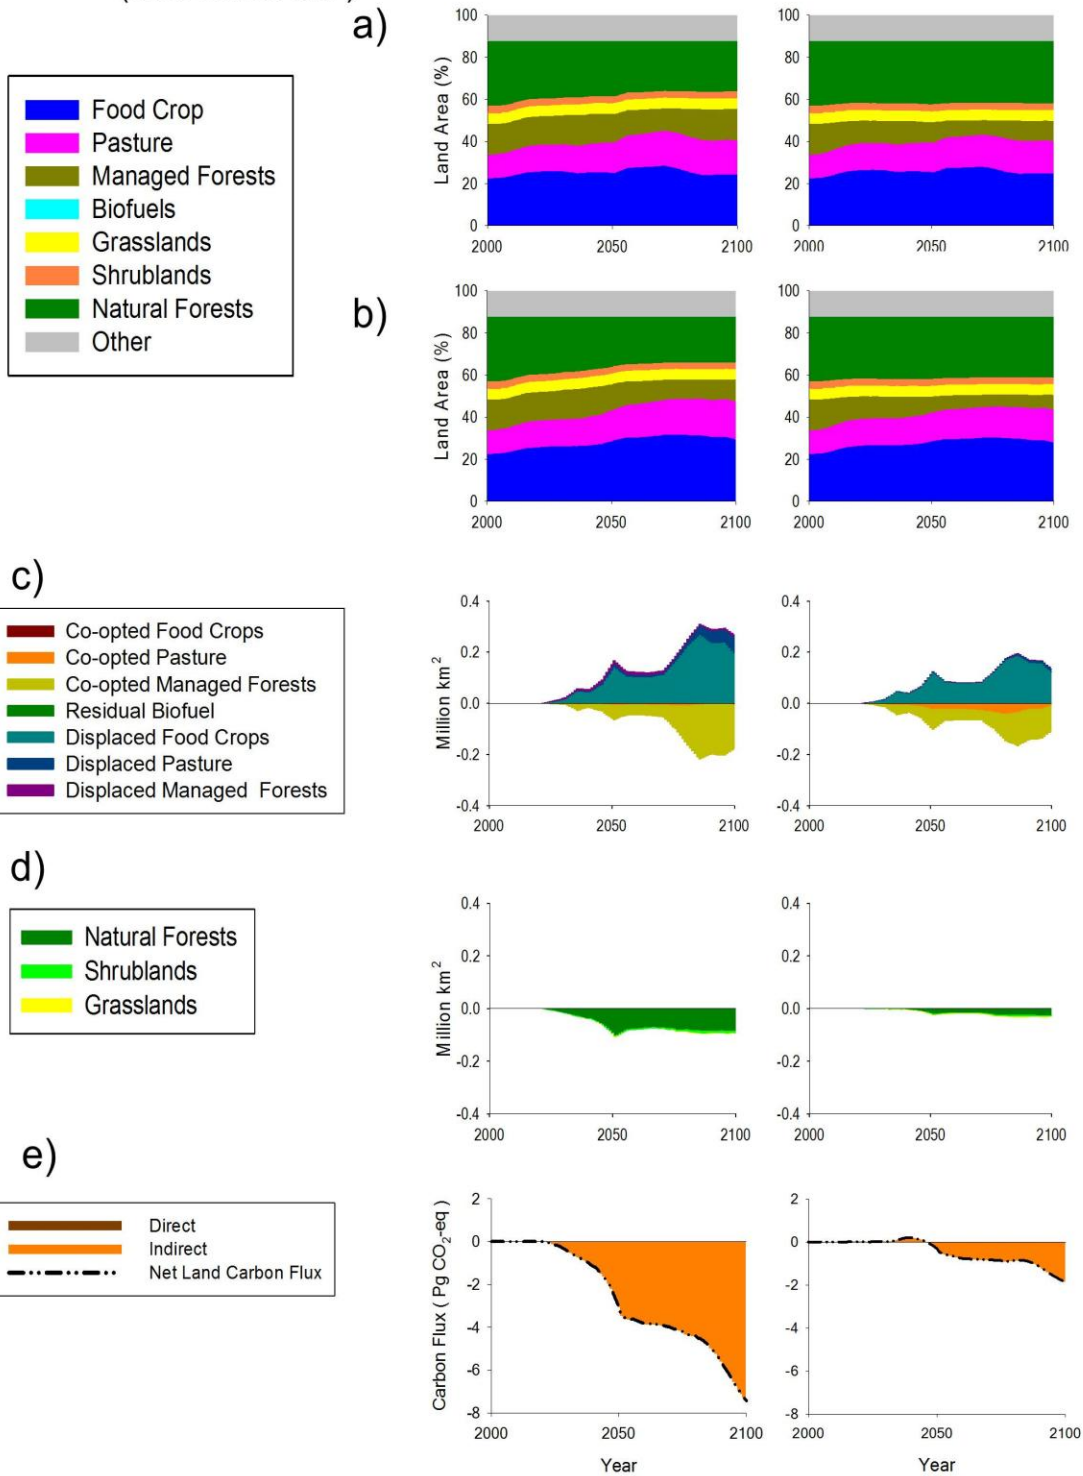 a)
Land Area (%)
100
80
60
40
20
0
2000
2050
2100
100
80
60
40
20
0
2000
2050
2100
Food Crop
Pasture
Managed Forests
Biofuels
Grasslands
Shrublands
Natural Forests
Other
b)
Land Area (%)
100
80
60
40
20
0
2000
2050
2100
100
80
60
40
20
0
2000
2050
2100
c)
Co-opted Food Crops
Co-opted Pasture
Co-opted Managed Forests
Residual Biofuel
Displaced Food Crops
Displaced Pasture
Displaced Managed Forests
Million km²
0.4
0.2
0.0
-0.2
-0.4
2000
2050
2100
0.4
0.2
0.0
-0.2
-0.4
2000
2050
2100
d)
Natural Forests
Shrublands
Grasslands
Million km²
0.4
0.2
0.0
-0.2
-0.4
2000
2050
2100
0.4
0.2
0.0
-0.2
-0.4
2000
2050
2100
e)
Direct
Indirect
Net Land Carbon Flux
Carbon Flux ( Pg CO₂-eq )
2
0
-2
-4
-6
-8
2000
2050
2100
Year
2
0
-2
-4
-6
-8
2000
2050
2100
Year